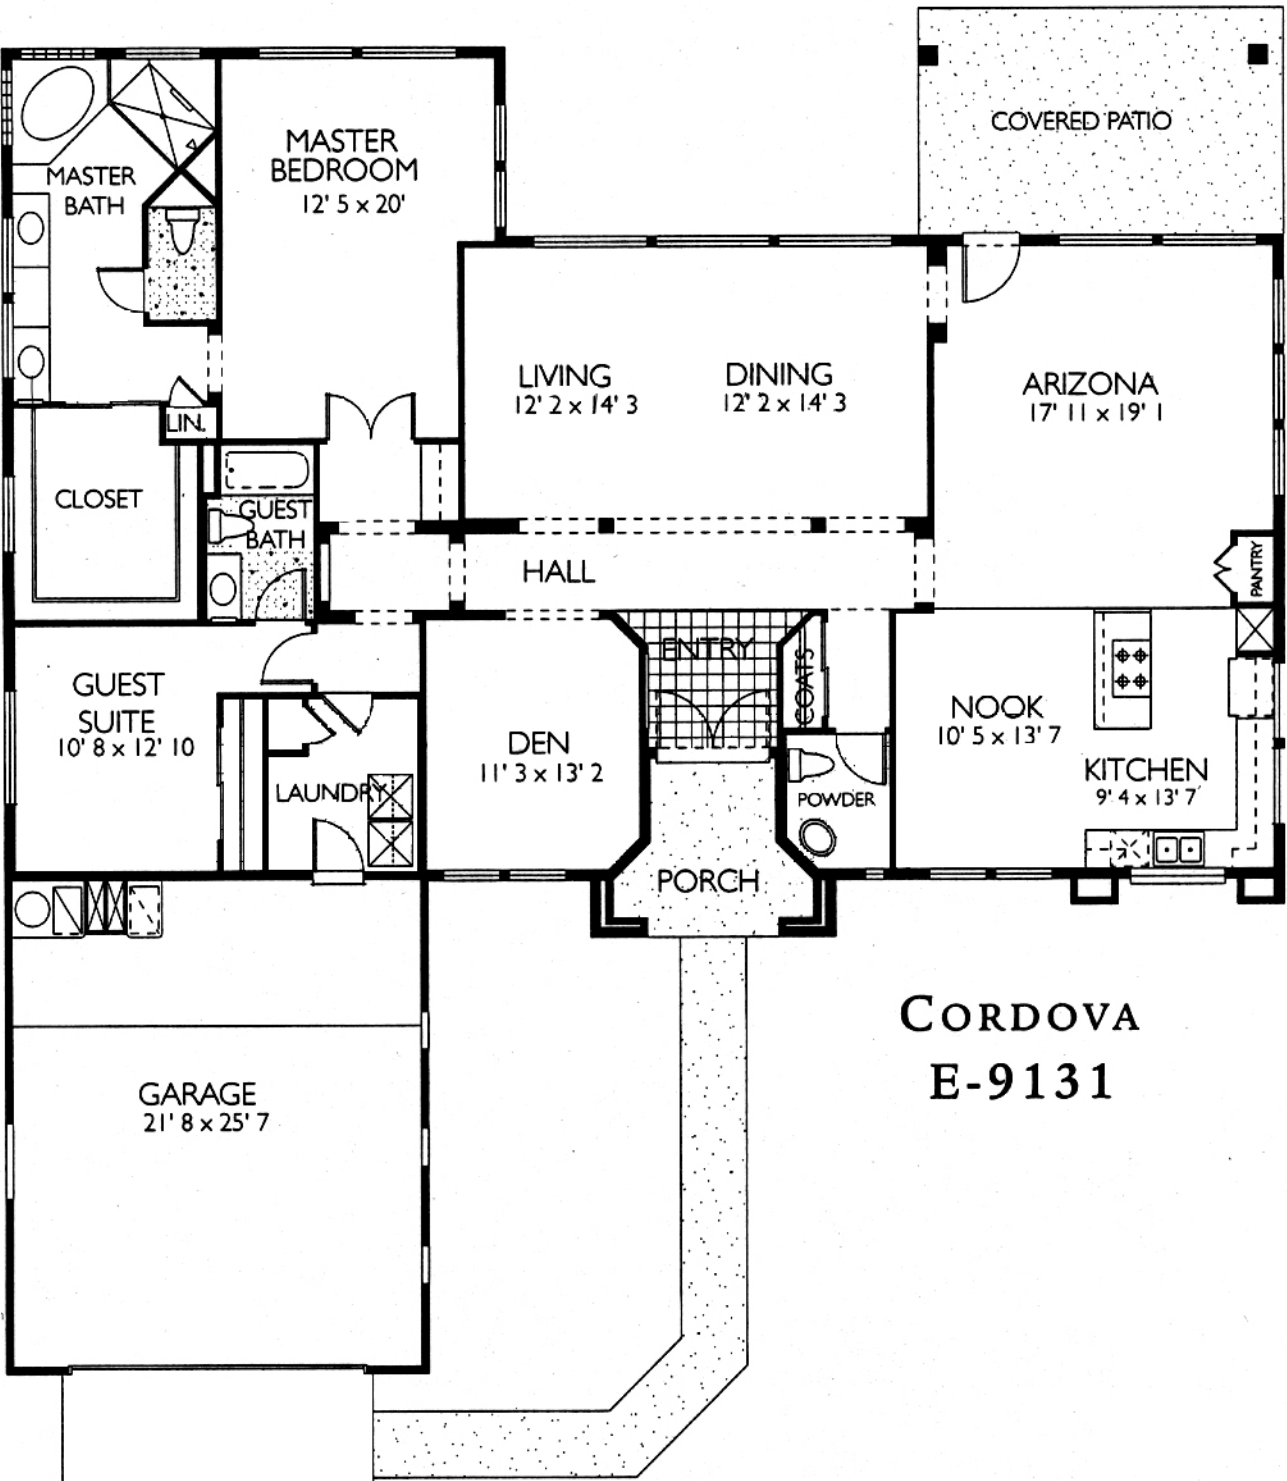 COVERED PATIO
MASTER
BEDROOM
12' 5 x 20'
MASTER
BATH
LIVING
12' 2 x 14' 3
DINING
12' 2 x 14' 3
ARIZONA
17' 11 x 19' 1
LIN.
CLOSET
GUEST
BATH
HALL
PANTRY
ENTRY
COATS
GUEST
SUITE
10' 8 x 12' 10
NOOK
10' 5 x 13' 7
DEN
11' 3 x 13' 2
KITCHEN
9' 4 x 13' 7
LAUNDRY
POWDER
PORCH
CORDOVA
E-9131
GARAGE
21' 8 x 25' 7